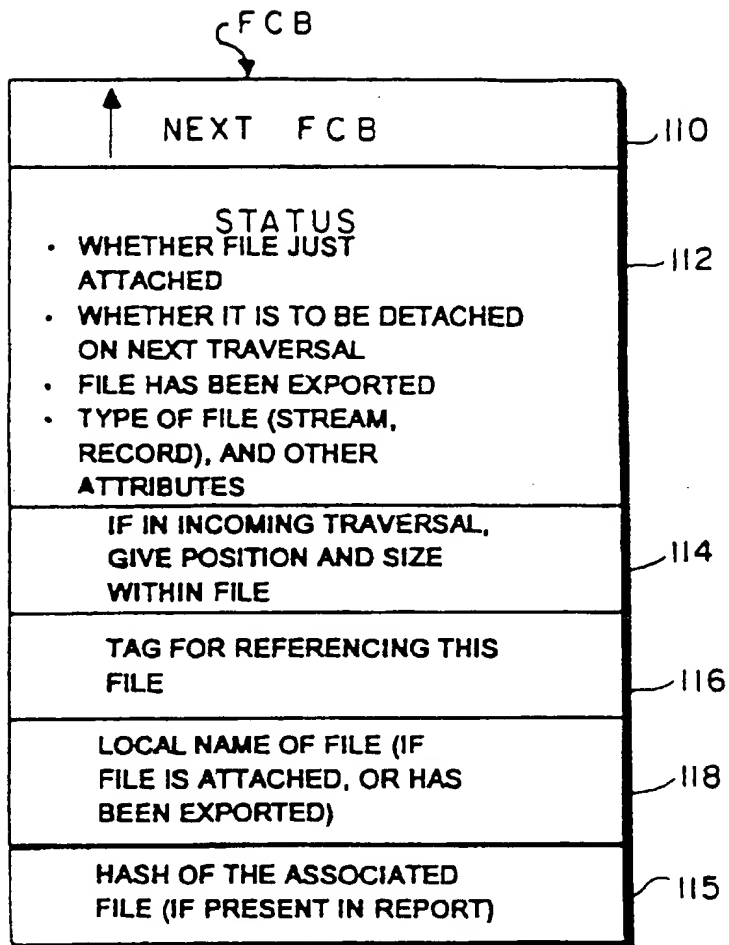 FCB
NEXT FCB
110
STATUS
· WHETHER FILE JUST
ATTACHED
112
· WHETHER IT IS TO BE DETACHED
ON NEXT TRAVERSAL
· FILE HAS BEEN EXPORTED
· TYPE OF FILE (STREAM,
RECORD), AND OTHER
ATTRIBUTES
IF IN INCOMING TRAVERSAL,
GIVE POSITION AND SIZE
WITHIN FILE
114
TAG FOR REFERENCING THIS
FILE
116
LOCAL NAME OF FILE (IF
FILE IS ATTACHED, OR HAS
BEEN EXPORTED)
118
HASH OF THE ASSOCIATED
FILE (IF PRESENT IN REPORT)
115